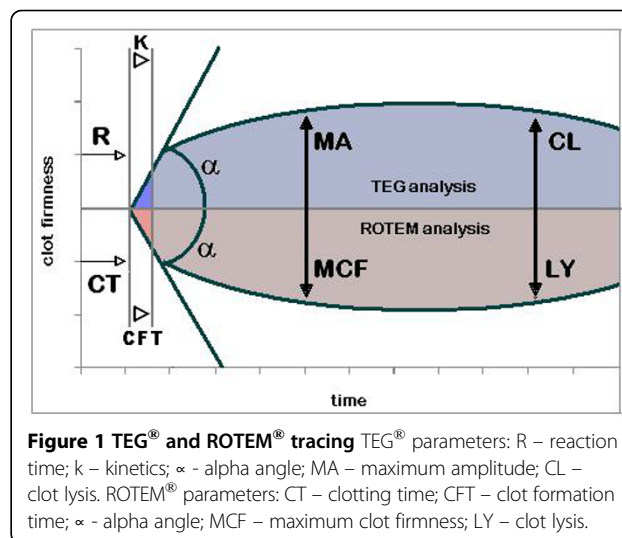 K
R
α
MA
CL
TEG analysis
clot firmness
ROTEM analysis
α
MCF
LY
CT
CFT
time
Figure 1 TEG® and ROTEM® tracing TEG® parameters: R – reaction
time; k – kinetics; ∝ - alpha angle; MA – maximum amplitude; CL –
clot lysis. ROTEM® parameters: CT – clotting time; CFT – clot formation
time; ∝ - alpha angle; MCF – maximum clot firmness; LY – clot lysis.